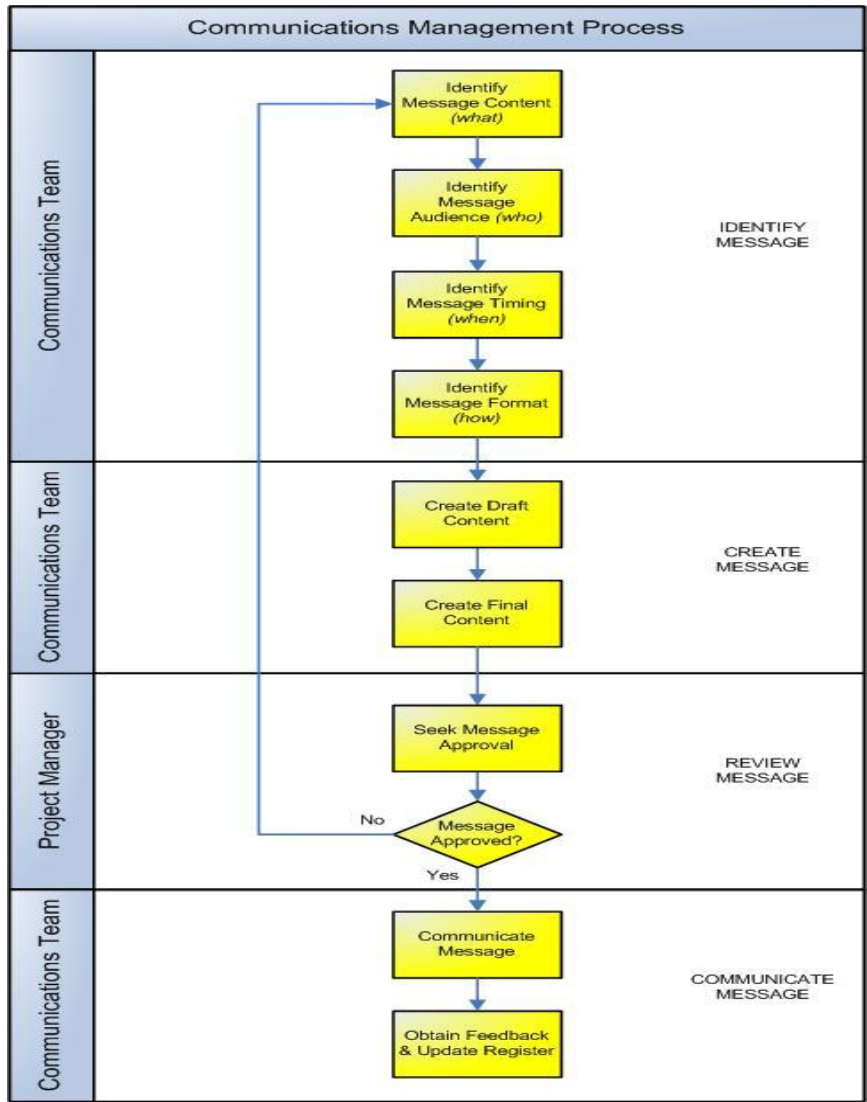 Communications Management Process
Communications Team
Identify
Message Content
(what)
Identify
Message
Audience (who)
Identify
Message Timing
(when)
Identify
Message Format
(how)
IDENTIFY
MESSAGE
Communications Team
Create Draft
Content
Create Final
Content
CREATE
MESSAGE
Project Manager
Seek Message
Approval
Message
Approved?
No
Yes
REVIEW
MESSAGE
Communications Team
Communicate
Message
Obtain Feedback
& Update Register
COMMUNICATE
MESSAGE